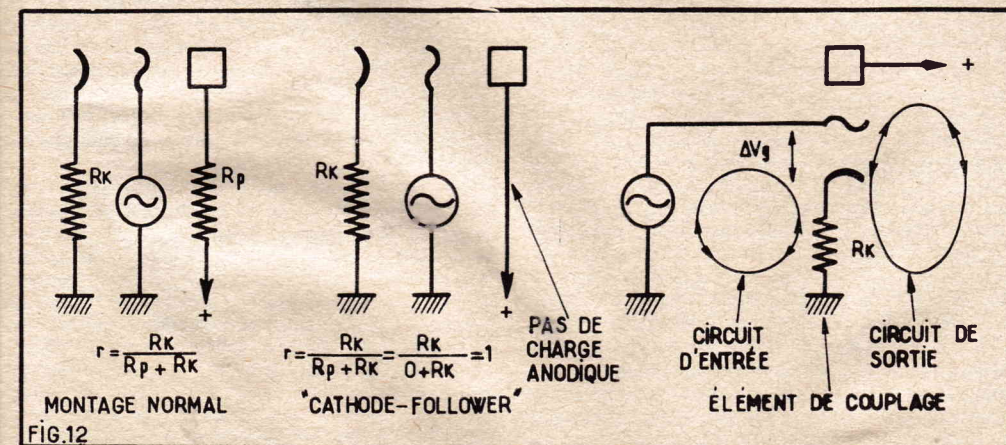 Rk
Rp
+
r = Rk / Rp + Rk
MONTAGE NORMAL
Rk
+
PAS DE
CHARGE
ANODIQUE
r = Rk / Rp + Rk = Rk / 0 + Rk = 1
"CATHODE-FOLLOWER"
+
ΔVg
Rk
CIRCUIT
D'ENTRÉE
CIRCUIT DE
SORTIE
ÉLÉMENT DE COUPLAGE
FIG.12